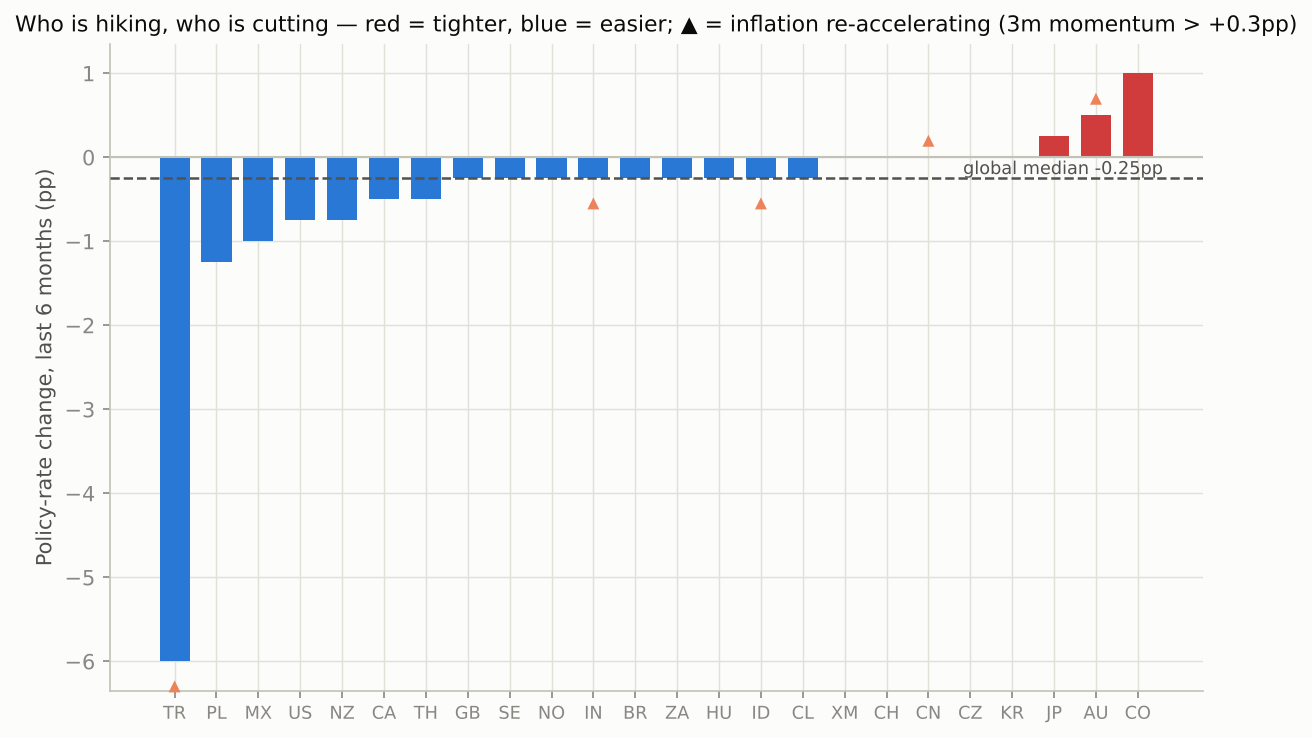 Who is hiking, who is cutting — red = tighter, blue = easier; ▲ = inflation re-accelerating (3m momentum > +0.3pp)
Policy-rate change, last 6 months (pp)
1
0
−1
−2
−3
−4
−5
−6
global median -0.25pp
TR PL MX US NZ CA TH GB SE NO IN BR ZA HU ID CL XM CH CN CZ KR JP AU CO